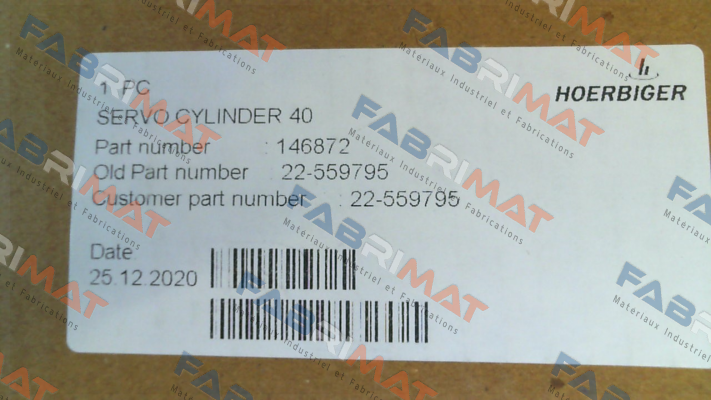 HOERBIGER
1 PC
SERVO CYLINDER 40
Part number : 146872
Old Part number : 22-559795
Customer part number : 22-559795
Date
25.12.2020
FABRIMAT
Matériaux Industriel et Fabrications